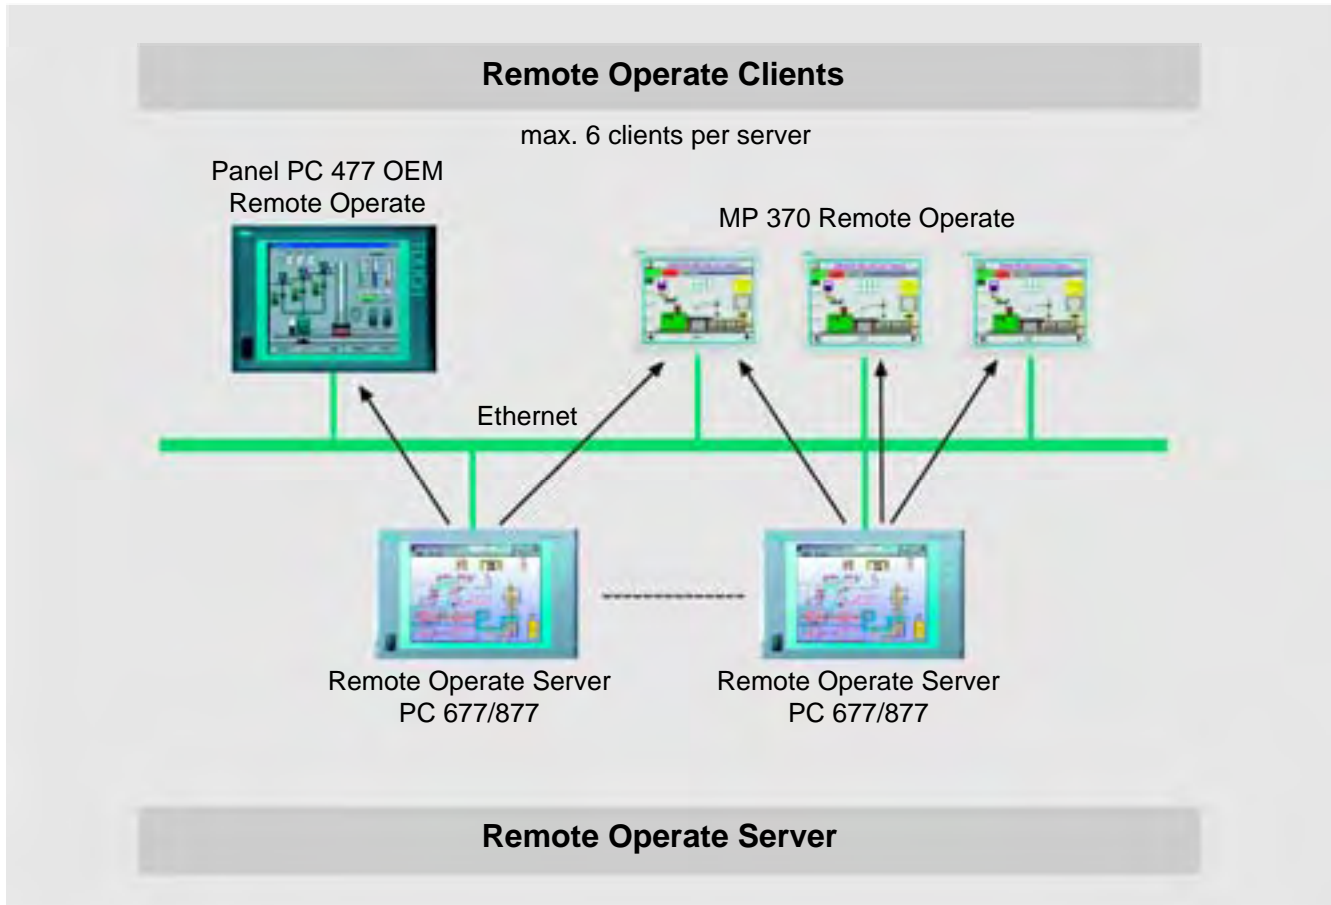 Remote Operate Clients
max. 6 clients per server
Panel PC 477 OEM
Remote Operate
MP 370 Remote Operate
Ethernet
Remote Operate Server
PC 677/877
Remote Operate Server
PC 677/877
Remote Operate Server